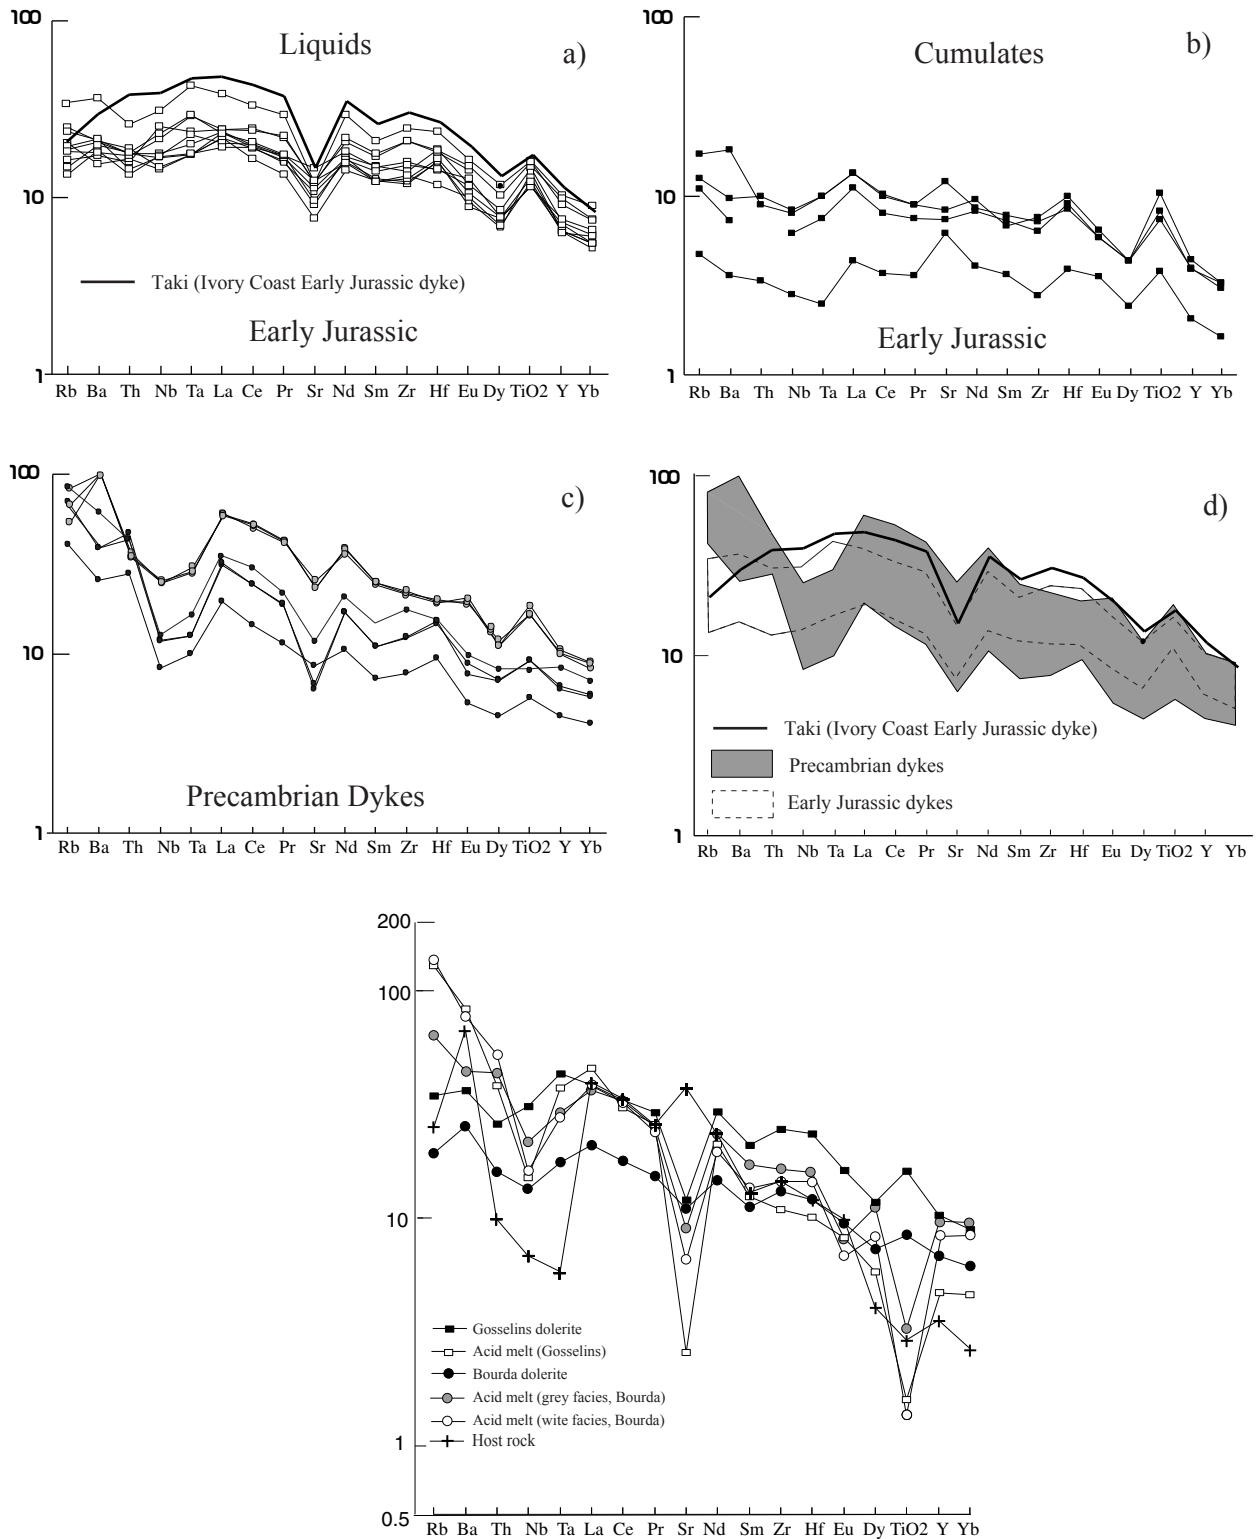 100
Liquids
a)
10
Taki (Ivory Coast Early Jurassic dyke)
Early Jurassic
1
Rb Ba Th Nb Ta La Ce Pr Sr Nd Sm Zr Hf Eu Dy TiO2 Y Yb
100
Cumulates
b)
10
Early Jurassic
1
Rb Ba Th Nb Ta La Ce Pr Sr Nd Sm Zr Hf Eu Dy TiO2 Y Yb
100
c)
10
Precambrian Dykes
1
Rb Ba Th Nb Ta La Ce Pr Sr Nd Sm Zr Hf Eu Dy TiO2 Y Yb
100
d)
10
Taki (Ivory Coast Early Jurassic dyke)
Precambrian dykes
Early Jurassic dykes
1
Rb Ba Th Nb Ta La Ce Pr Sr Nd Sm Zr Hf Eu Dy TiO2 Y Yb
200
100
10
Gosselins dolerite
Acid melt (Gosselins)
Bourda dolerite
Acid melt (grey facies, Bourda)
Acid melt (wite facies, Bourda)
Host rock
1
0.5
Rb Ba Th Nb Ta La Ce Pr Sr Nd Sm Zr Hf Eu Dy TiO2 Y Yb